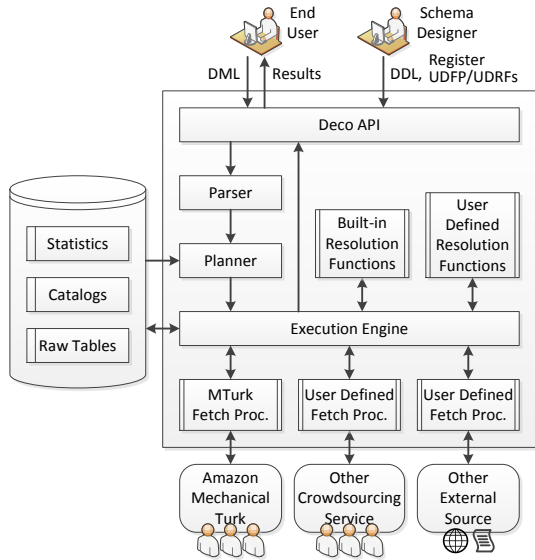 End
User
Schema
Designer
DML
Results
DDL,
Register
UDFP/UDRFs
Deco API
Parser
Planner
Statistics
Catalogs
Raw Tables
Built-in
Resolution
Functions
User
Defined
Resolution
Functions
Execution Engine
MTurk
Fetch Proc.
User Defined
Fetch Proc.
User Defined
Fetch Proc.
Amazon
Mechanical
Turk
Other
Crowdsourcing
Service
Other
External
Source